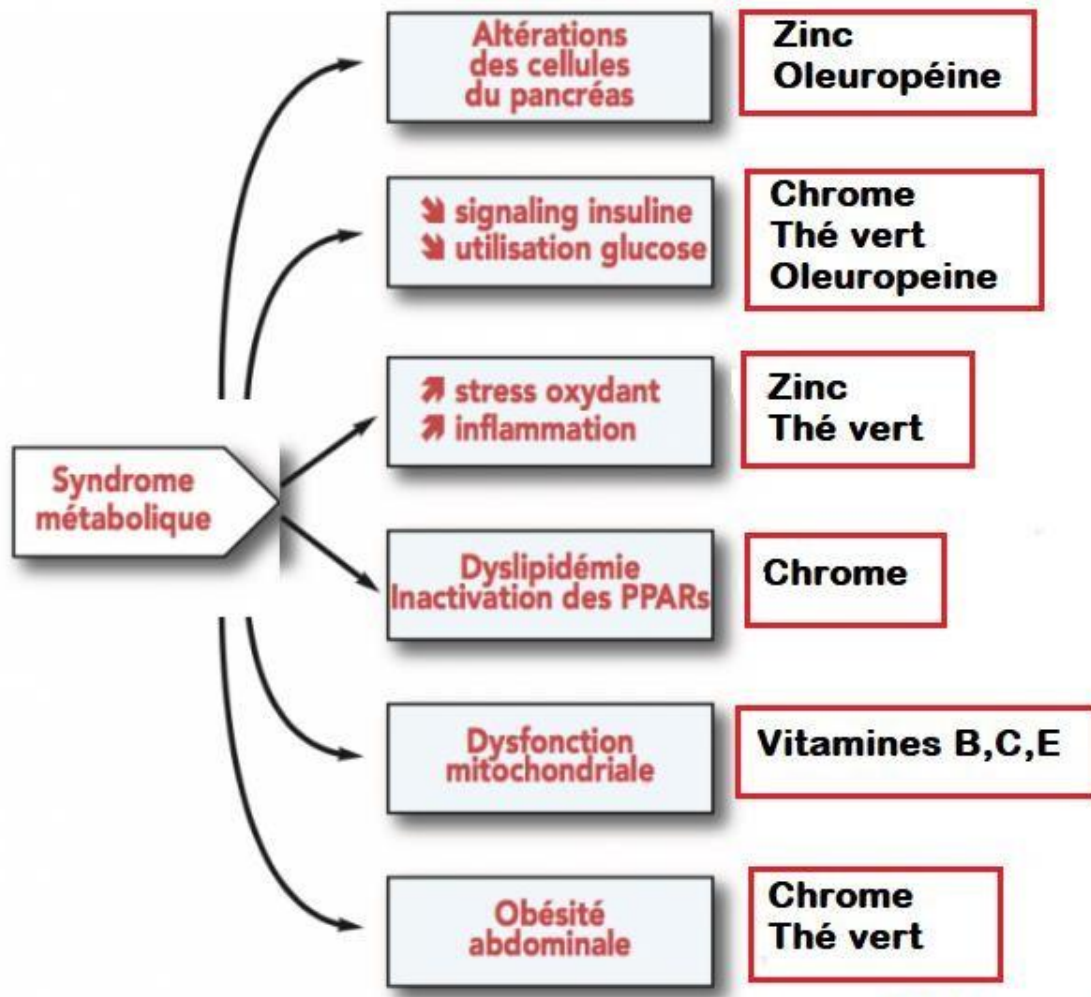 Altérations
des cellules
du pancréas
Zinc
Oleuropéine
↘ signaling insuline
↘ utilisation glucose
Chrome
Thé vert
Oleuropeine
↗ stress oxydant
↗ inflammation
Zinc
Thé vert
Syndrome
métabolique
Dyslipidémie
Inactivation des PPARs
Chrome
Dysfonction
mitochondriale
Vitamines B,C,E
Obésité
abdominale
Chrome
Thé vert